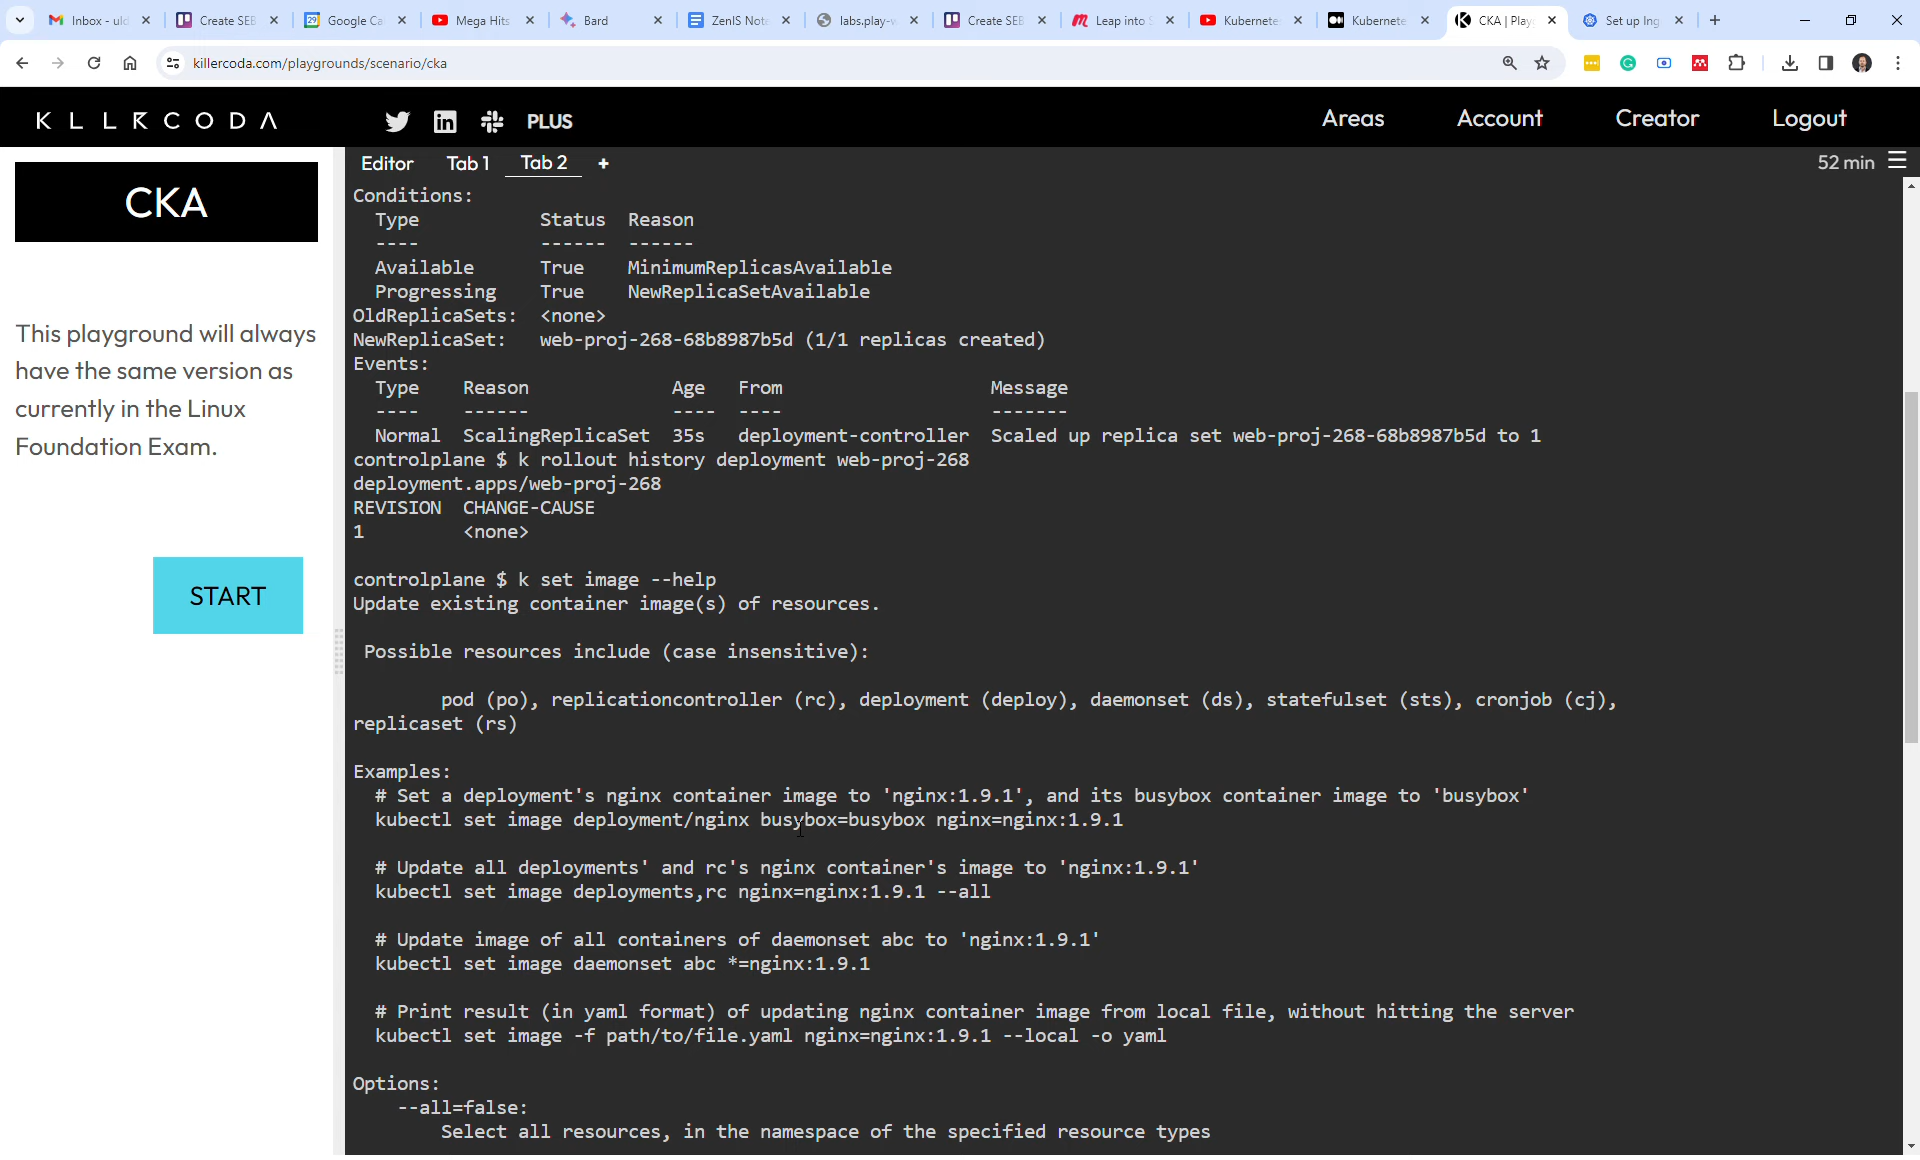 Inbox - uld
Create SEB
Google Ca
Mega Hits
Bard
ZenIS Note
labs.play-w
Create SEB
Leap into S
Kubernete
Kubernete
CKA | Play
Set up Ing
killercoda.com/playgrounds/scenario/cka
KLLRCODA
PLUS
Areas
Account
Creator
Logout
CKA
This playground will always
have the same version as
currently in the Linux
Foundation Exam.
START
Editor Tab 1 Tab 2 +
52 min
Conditions:
  Type           Status  Reason
  ----           ------  ------
  Available      True    MinimumReplicasAvailable
  Progressing    True    NewReplicaSetAvailable
OldReplicaSets:  <none>
NewReplicaSet:   web-proj-268-68b8987b5d (1/1 replicas created)
Events:
  Type    Reason             Age   From                   Message
  ----    ------             ----  ----                   -------
  Normal  ScalingReplicaSet  35s   deployment-controller  Scaled up replica set web-proj-268-68b8987b5d to 1
controlplane $ k rollout history deployment web-proj-268
deployment.apps/web-proj-268
REVISION  CHANGE-CAUSE
1         <none>
controlplane $ k set image --help
Update existing container image(s) of resources.
 Possible resources include (case insensitive):
        pod (po), replicationcontroller (rc), deployment (deploy), daemonset (ds), statefulset (sts), cronjob (cj),
replicaset (rs)
Examples:
  # Set a deployment's nginx container image to 'nginx:1.9.1', and its busybox container image to 'busybox'
  kubectl set image deployment/nginx busybox=busybox nginx=nginx:1.9.1
  # Update all deployments' and rc's nginx container's image to 'nginx:1.9.1'
  kubectl set image deployments,rc nginx=nginx:1.9.1 --all
  # Update image of all containers of daemonset abc to 'nginx:1.9.1'
  kubectl set image daemonset abc *=nginx:1.9.1
  # Print result (in yaml format) of updating nginx container image from local file, without hitting the server
  kubectl set image -f path/to/file.yaml nginx=nginx:1.9.1 --local -o yaml
Options:
    --all=false:
        Select all resources, in the namespace of the specified resource types